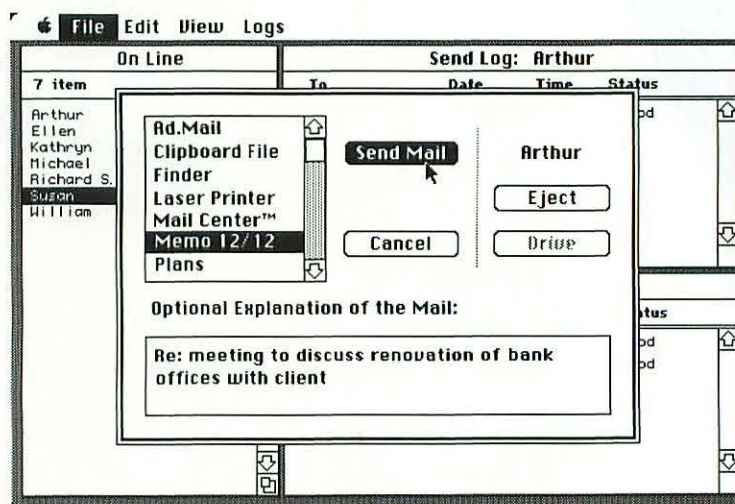 File Edit View Logs
On Line
7 item
Arthur
Ellen
Kathryn
Michael
Richard S.
Susan
William
Send Log: Arthur
To Date Time Status
Ad.Mail
Clipboard File
Finder
Laser Printer
Mail Center™
Memo 12/12
Plans
Send Mail
Cancel
Arthur
Eject
Drive
Optional Explanation of the Mail:
Re: meeting to discuss renovation of bank
offices with client